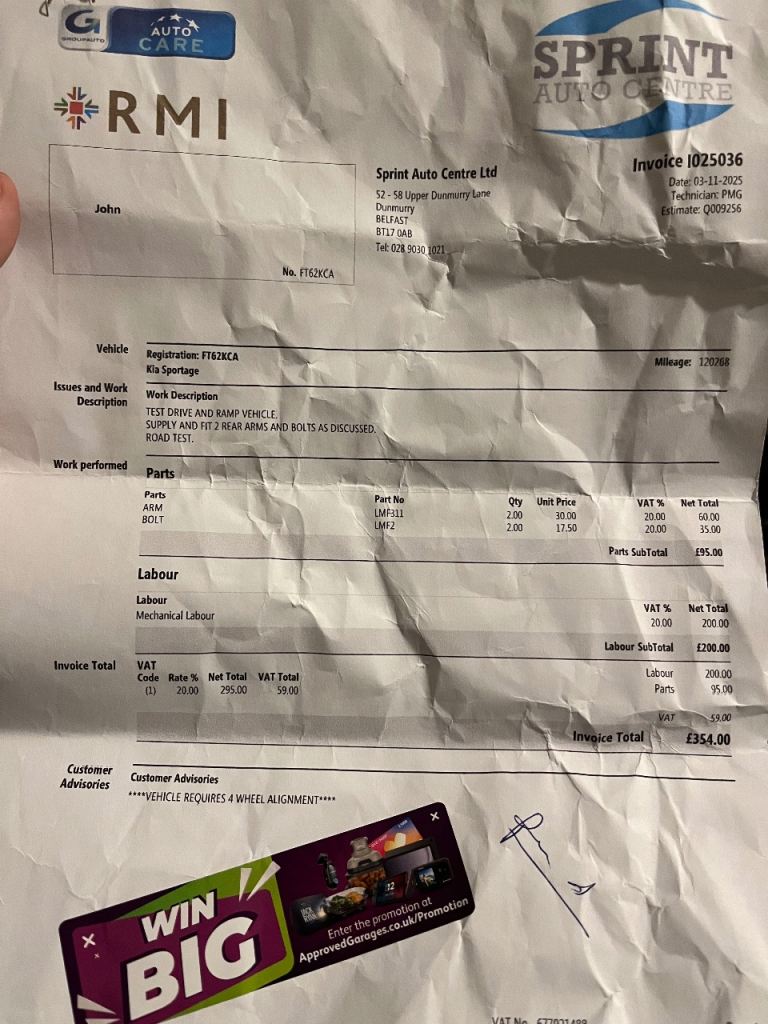 G
GROUPAUTO
AUTO
CARE
SPRINT
AUTO CENTRE
RMI
Invoice I025036
Date: 03-11-2025
Technician: PMG
Estimate: Q009256
John
No. FT62KCA
Sprint Auto Centre Ltd
52 - 58 Upper Dunmurry Lane
Dunmurry
BELFAST
BT17 0AB
Tel: 028 9030 1021
Vehicle
Registration: FT62KCA
Mileage: 120268
Kia Sportage
Issues and Work
Description
Work Description
TEST DRIVE AND RAMP VEHICLE.
SUPPLY AND FIT 2 REAR ARMS AND BOLTS AS DISCUSSED.
ROAD TEST.
Work performed
Parts
Parts Part No Qty Unit Price VAT % Net Total
ARM LMF311 2.00 30.00 20.00 60.00
BOLT LMF2 2.00 17.50 20.00 35.00
Parts SubTotal £95.00
Labour
Labour VAT % Net Total
Mechanical Labour 20.00 200.00
Labour SubTotal £200.00
Invoice Total
VAT
Code Rate % Net Total VAT Total
(1) 20.00 295.00 59.00
Labour 200.00
Parts 95.00
VAT 59.00
Invoice Total £354.00
Customer
Advisories
Customer Advisories
****VEHICLE REQUIRES 4 WHEEL ALIGNMENT****
WIN
BIG
Enter the promotion at
ApprovedGarages.co.uk/Promotion
VAT No